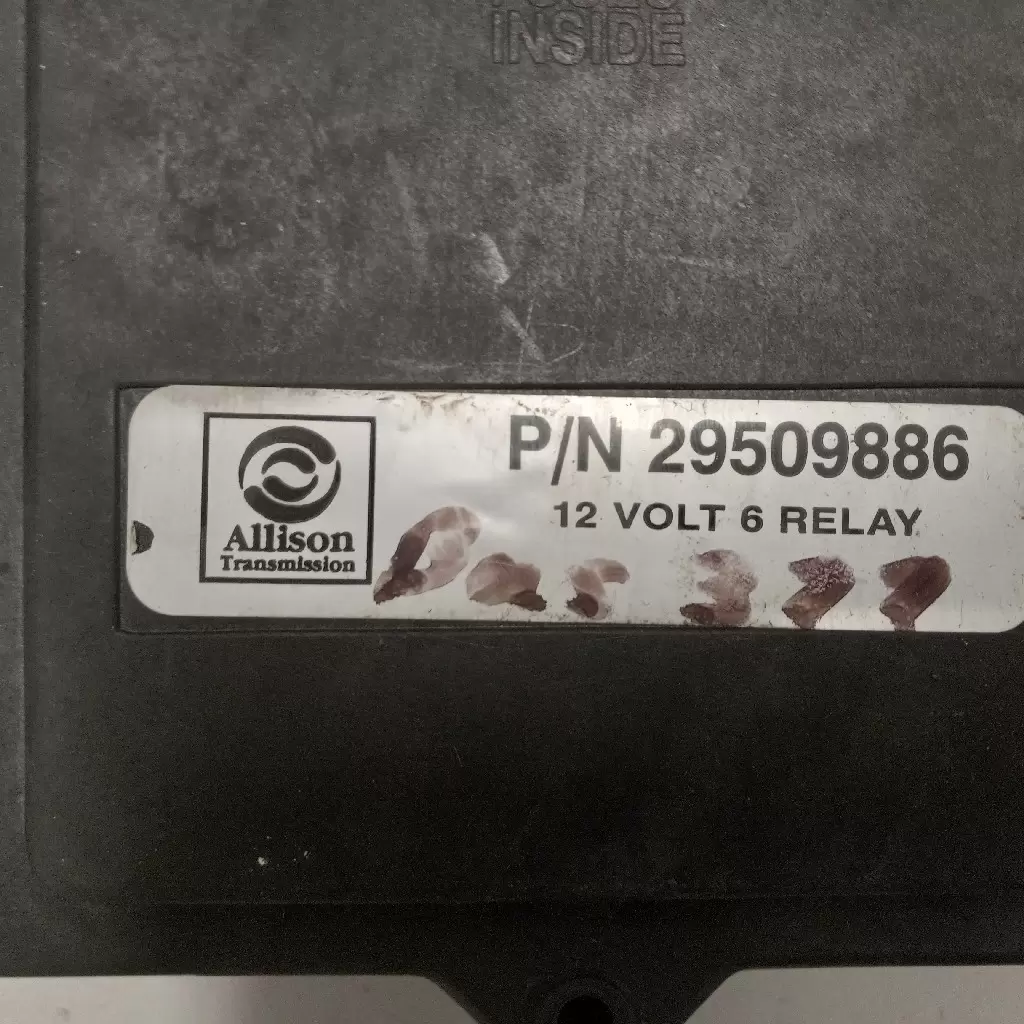 INSIDE
P/N 29509886
12 VOLT 6 RELAY
Allison
Transmission